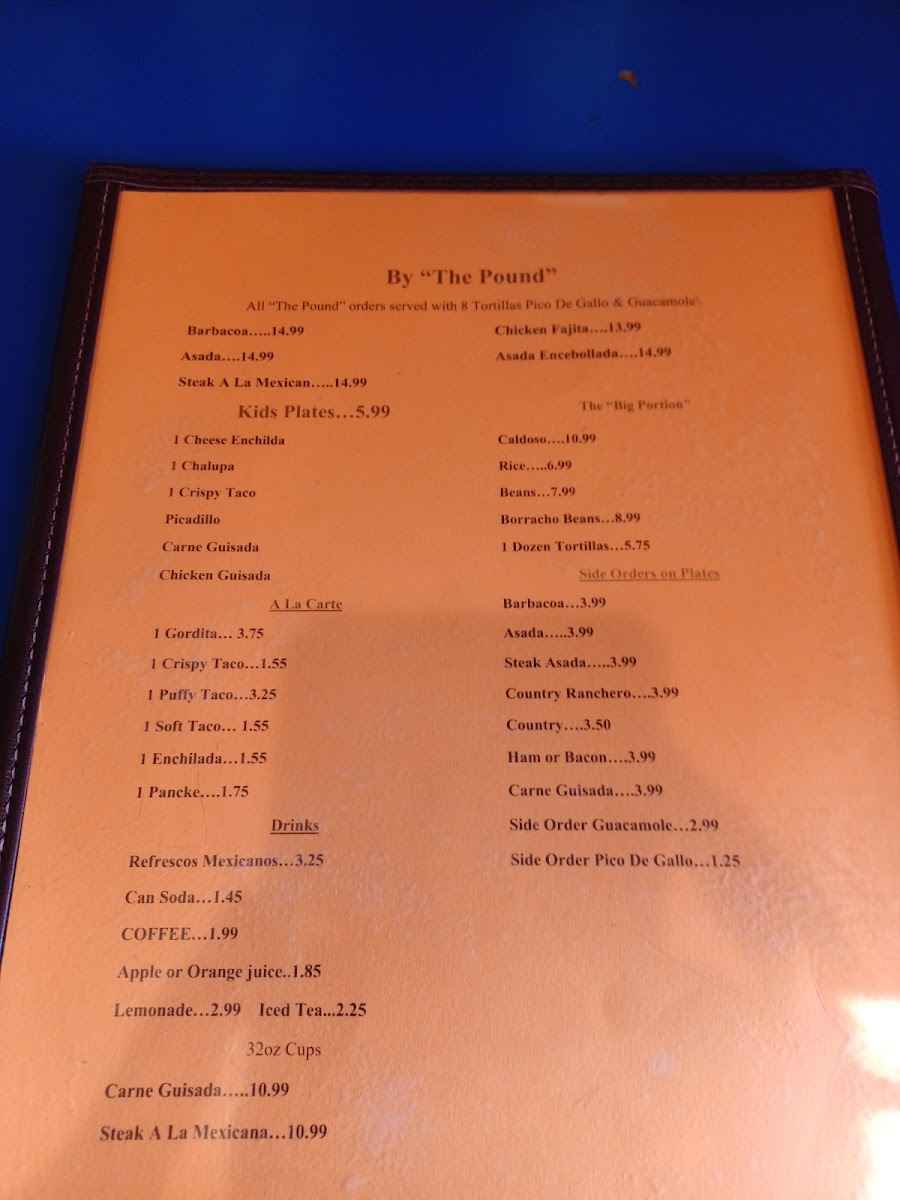 By “The Pound”
All “The Pound” orders served with 8 Tortillas Pico De Gallo & Guacamole
Barbacoa.....14.99
Asada....14.99
Steak A La Mexican.....14.99
Chicken Fajita....13.99
Asada Encebollada....14.99
Kids Plates...5.99
1 Cheese Enchilda
1 Chalupa
1 Crispy Taco
Picadillo
Carne Guisada
Chicken Guisada
The “Big Portion”
Caldoso....10.99
Rice.....6.99
Beans...7.99
Borracho Beans...8.99
1 Dozen Tortillas...5.75
A La Carte
1 Gordita... 3.75
1 Crispy Taco...1.55
1 Puffy Taco...3.25
1 Soft Taco... 1.55
1 Enchilada...1.55
1 Pancke....1.75
Side Orders on Plates
Barbacoa...3.99
Asada.....3.99
Steak Asada.....3.99
Country Ranchero....3.99
Country....3.50
Ham or Bacon....3.99
Carne Guisada....3.99
Side Order Guacamole...2.99
Side Order Pico De Gallo...1.25
Drinks
Refrescos Mexicanos...3.25
Can Soda...1.45
COFFEE...1.99
Apple or Orange juice..1.85
Lemonade...2.99 Iced Tea...2.25
32oz Cups
Carne Guisada.....10.99
Steak A La Mexicana...10.99